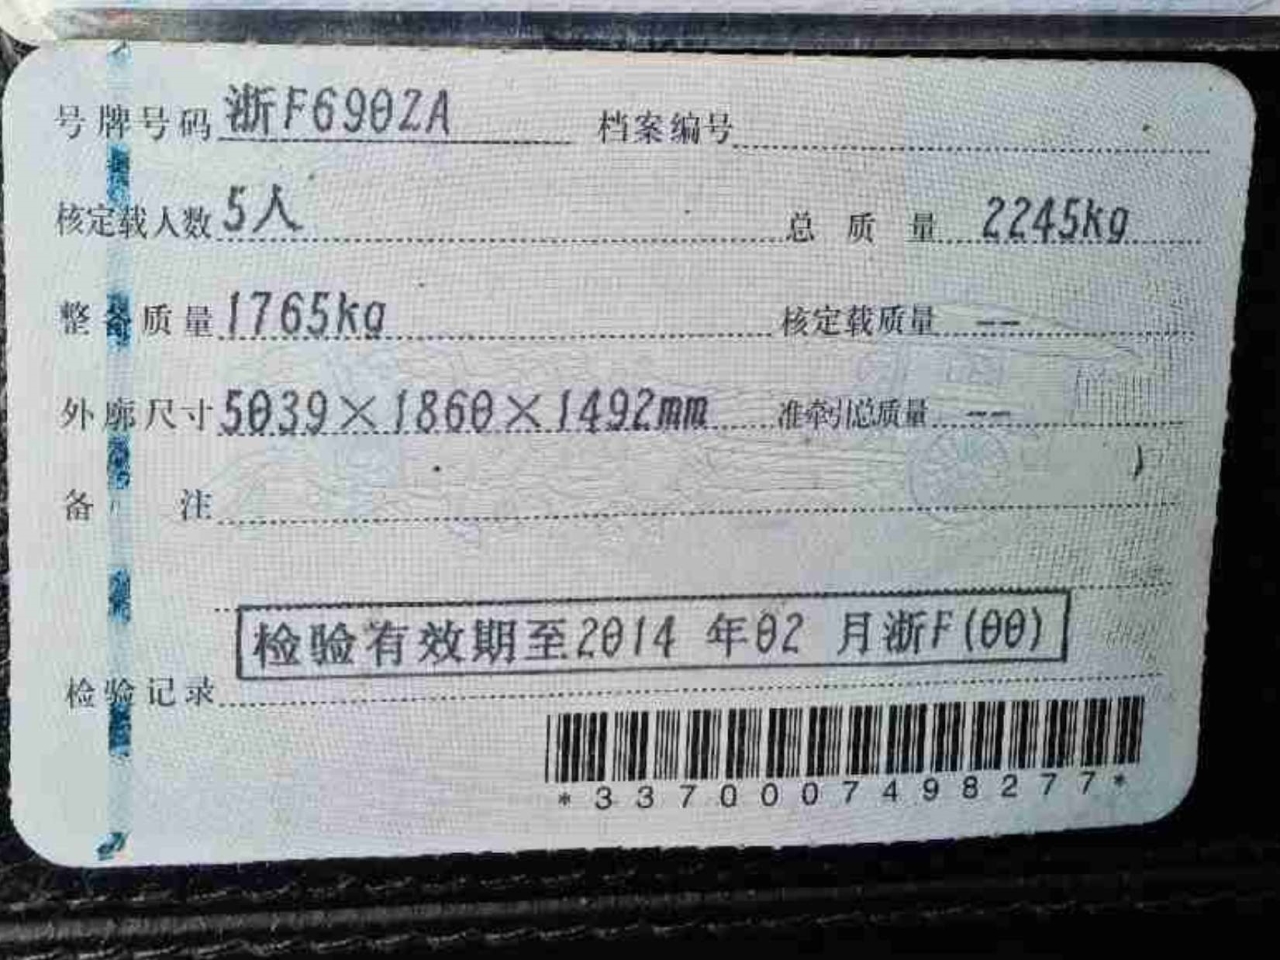 号牌号码 浙F6902A 档案编号
核定载人数 5人 总质量 2245kg
整备质量 1765kg 核定载质量 --
外廓尺寸 5039×1860×1492mm 准牵引总质量 --
备注
检验有效期至2014 年02 月浙F(00)
检验记录
*3370007498277*